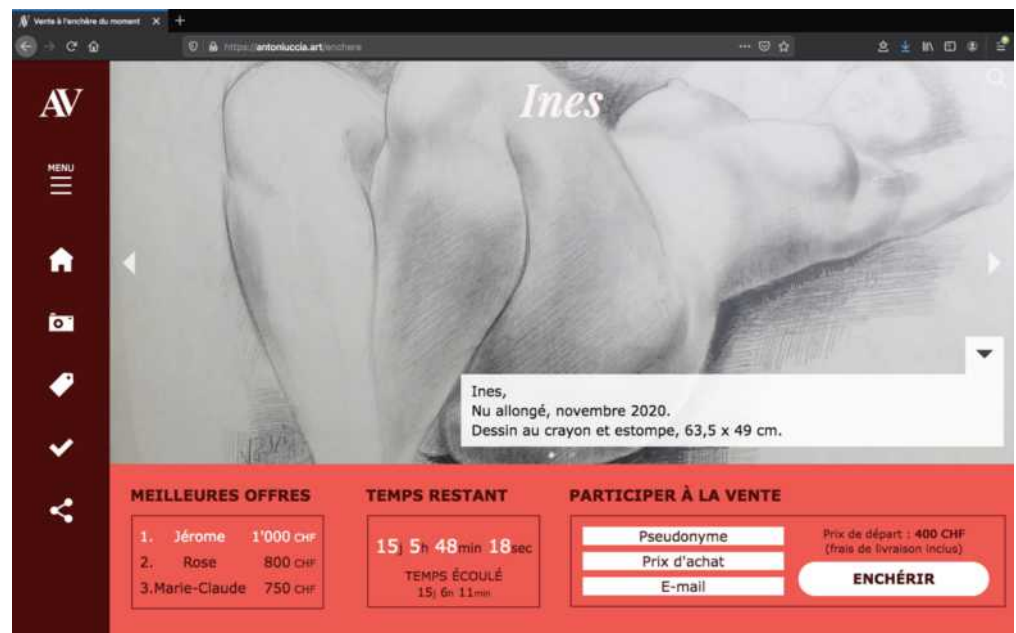 Vente à l'enchère du moment
https://antoniuccia.art/enchere
AV
MENU
Ines
Ines,
Nu allongé, novembre 2020.
Dessin au crayon et estompe, 63,5 x 49 cm.
MEILLEURES OFFRES
1. Jérome 1'000 CHF
2. Rose 800 CHF
3.Marie-Claude 750 CHF
TEMPS RESTANT
15j 5h 48min 18sec
TEMPS ÉCOULÉ
15j 6h 11min
PARTICIPER À LA VENTE
Pseudonyme
Prix d'achat
E-mail
Prix de départ : 400 CHF
(frais de livraison inclus)
ENCHÉRIR